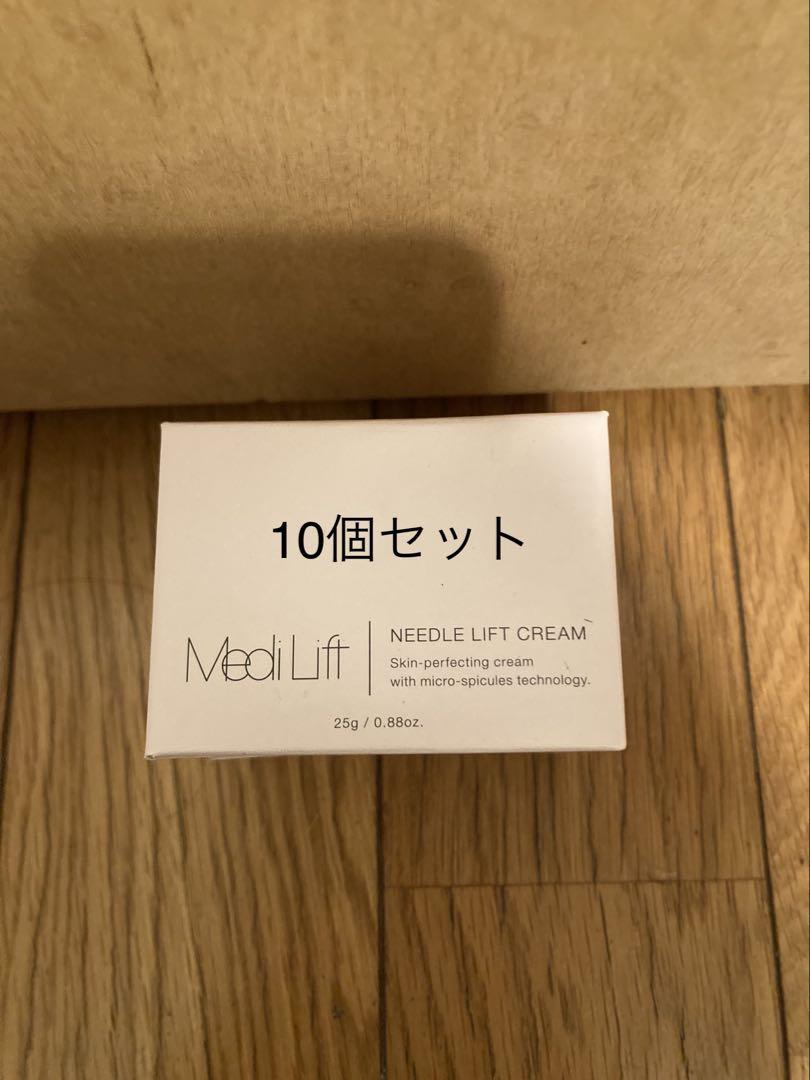 10個セット
Medi Lift
NEEDLE LIFT CREAM
Skin-perfecting cream
with micro-spicules technology.
25g / 0.88oz.